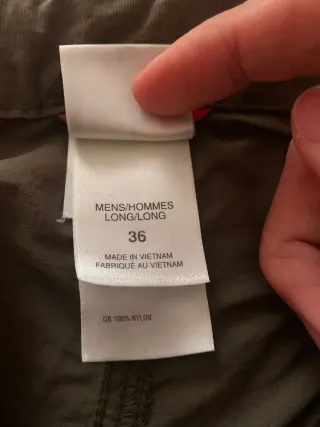 MENS/HOMMES
LONG/LONG
36
MADE IN VIETNAM
FABRIQUÉ AU VIETNAM
GB 100% NYLON